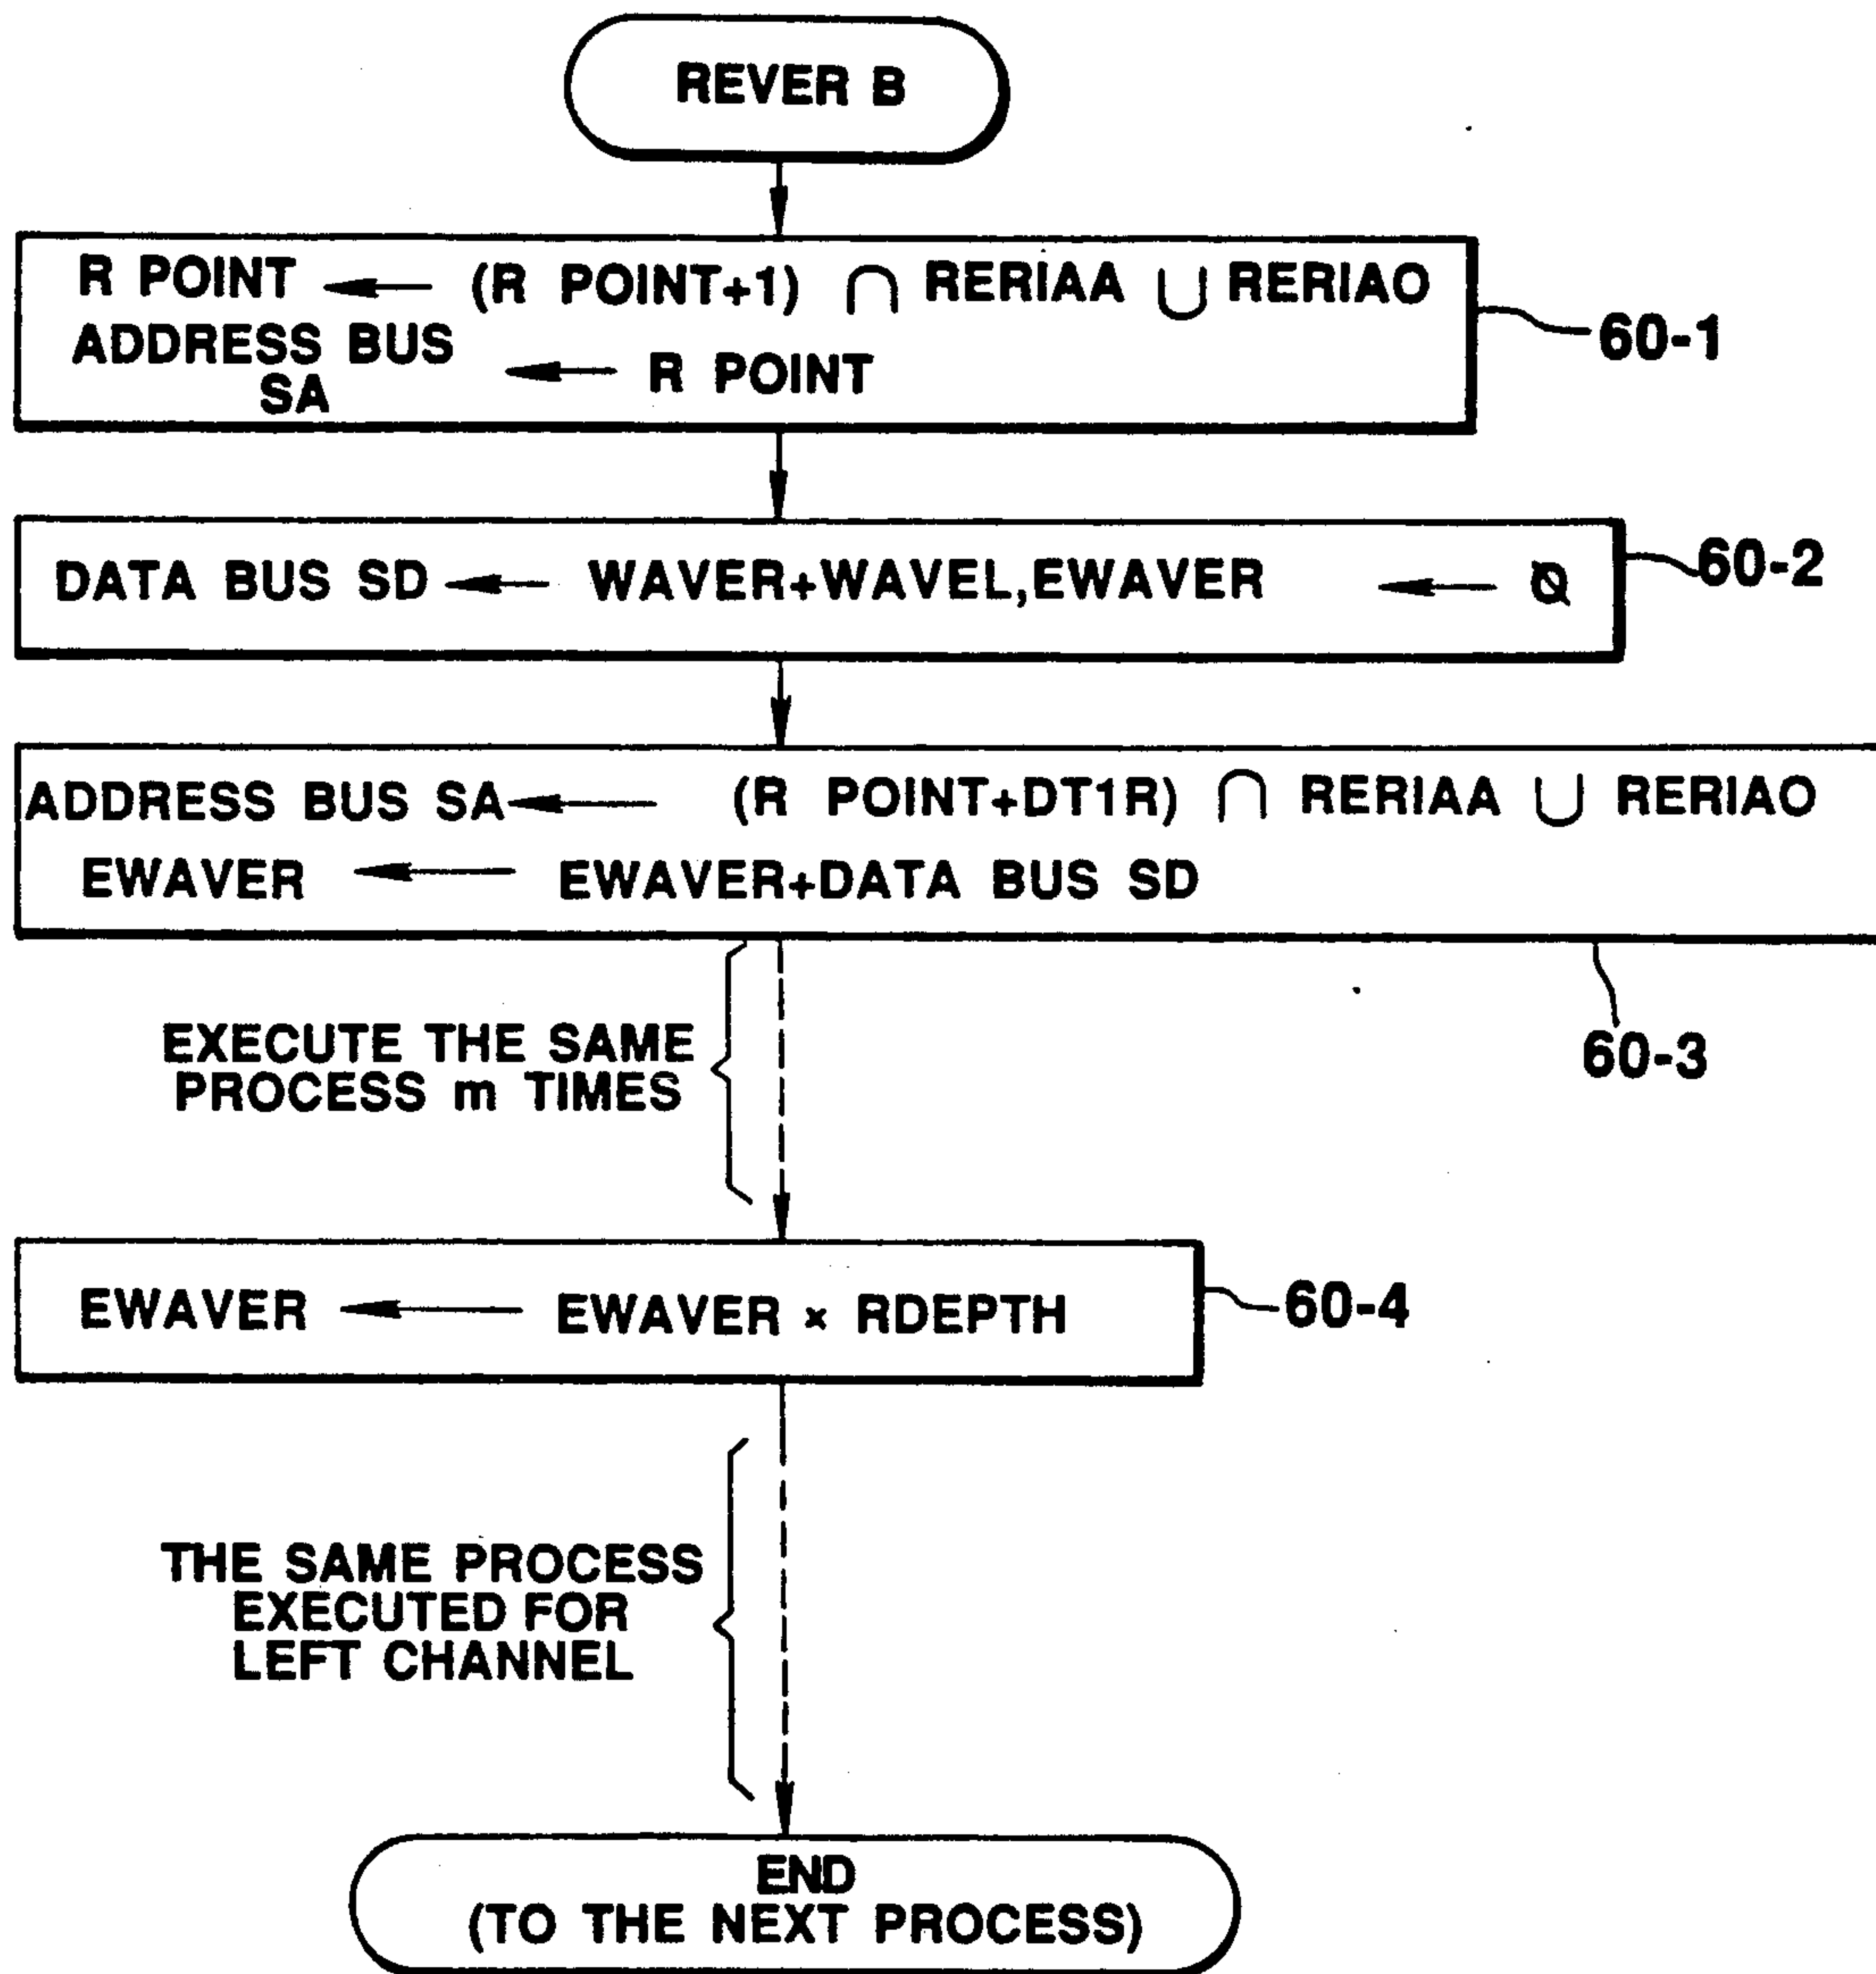 REVER B
R POINT ← (R POINT+1) ∩ RERIAA ∪ RERIAO
ADDRESS BUS SA ← R POINT
60-1
DATA BUS SD ← WAVER+WAVEL,EWAVER ← Ø
60-2
ADDRESS BUS SA ← (R POINT+DT1R) ∩ RERIAA ∪ RERIAO
EWAVER ← EWAVER+DATA BUS SD
60-3
EXECUTE THE SAME
PROCESS m TIMES
EWAVER ← EWAVER × RDEPTH
60-4
THE SAME PROCESS
EXECUTED FOR
LEFT CHANNEL
END
(TO THE NEXT PROCESS)